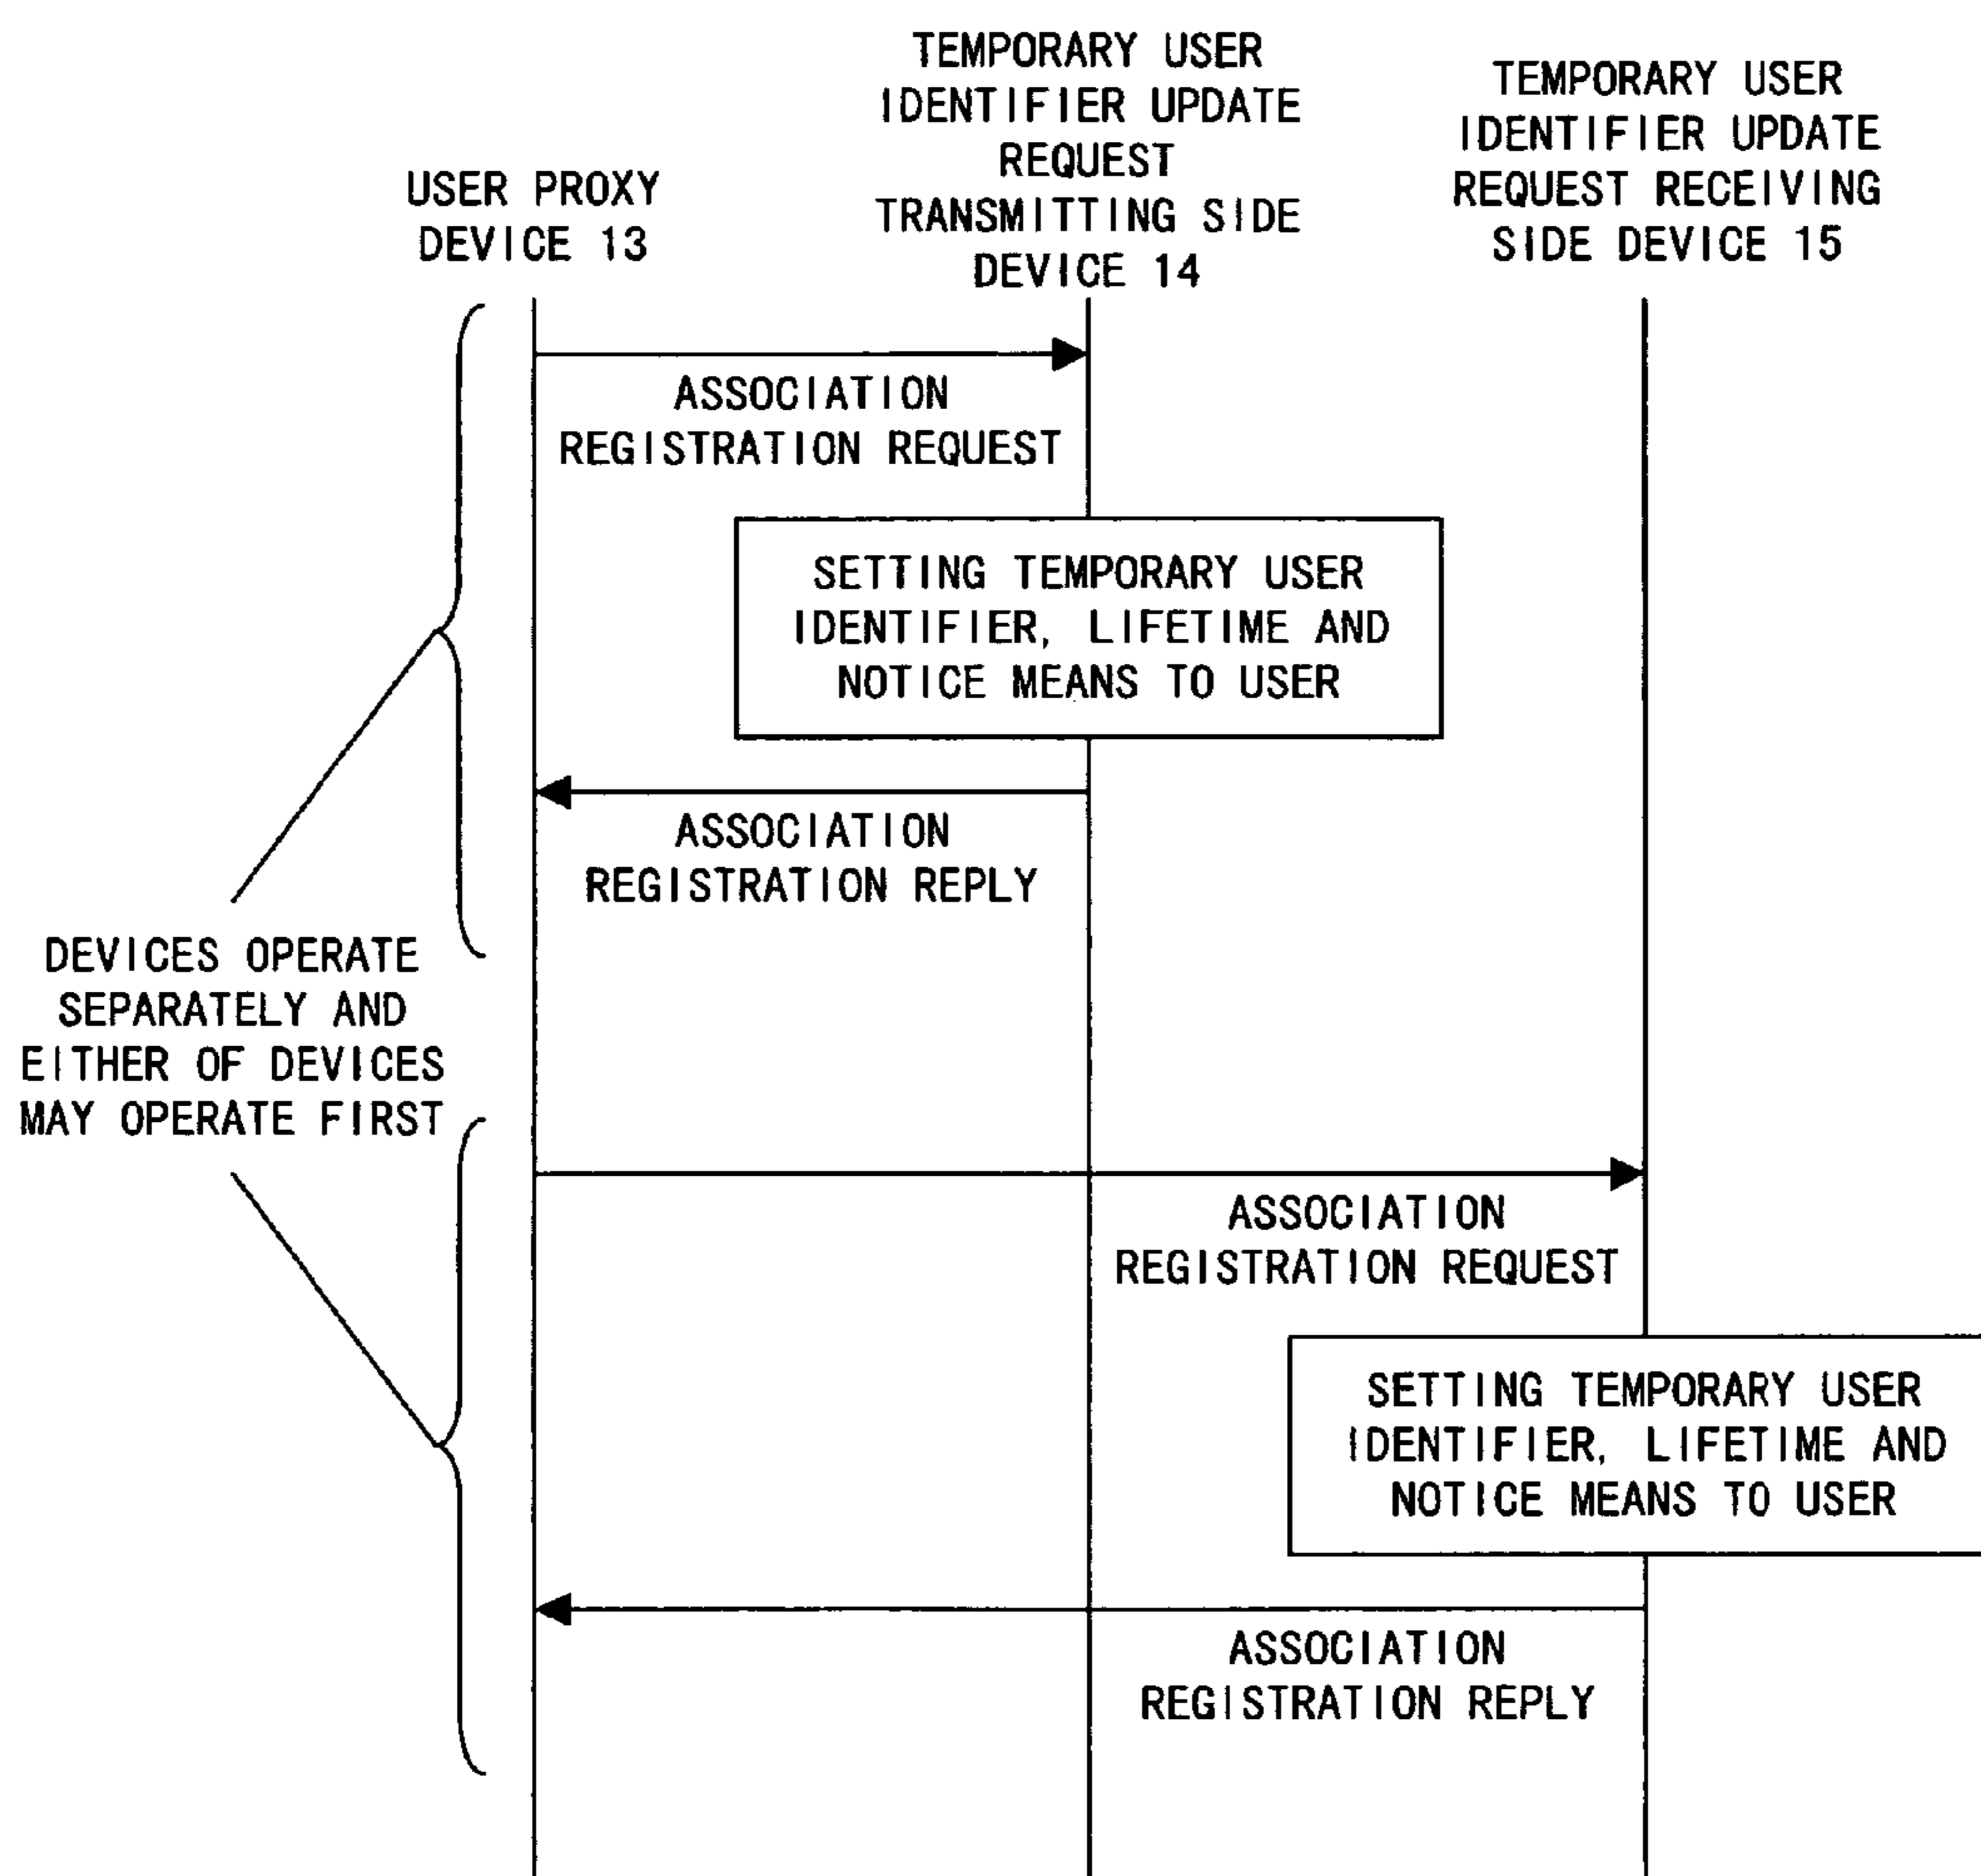 USER PROXY
DEVICE 13
TEMPORARY USER
IDENTIFIER UPDATE
REQUEST
TRANSMITTING SIDE
DEVICE 14
TEMPORARY USER
IDENTIFIER UPDATE
REQUEST RECEIVING
SIDE DEVICE 15
ASSOCIATION
REGISTRATION REQUEST
SETTING TEMPORARY USER
IDENTIFIER, LIFETIME AND
NOTICE MEANS TO USER
ASSOCIATION
REGISTRATION REPLY
DEVICES OPERATE
SEPARATELY AND
EITHER OF DEVICES
MAY OPERATE FIRST
ASSOCIATION
REGISTRATION REQUEST
SETTING TEMPORARY USER
IDENTIFIER, LIFETIME AND
NOTICE MEANS TO USER
ASSOCIATION
REGISTRATION REPLY